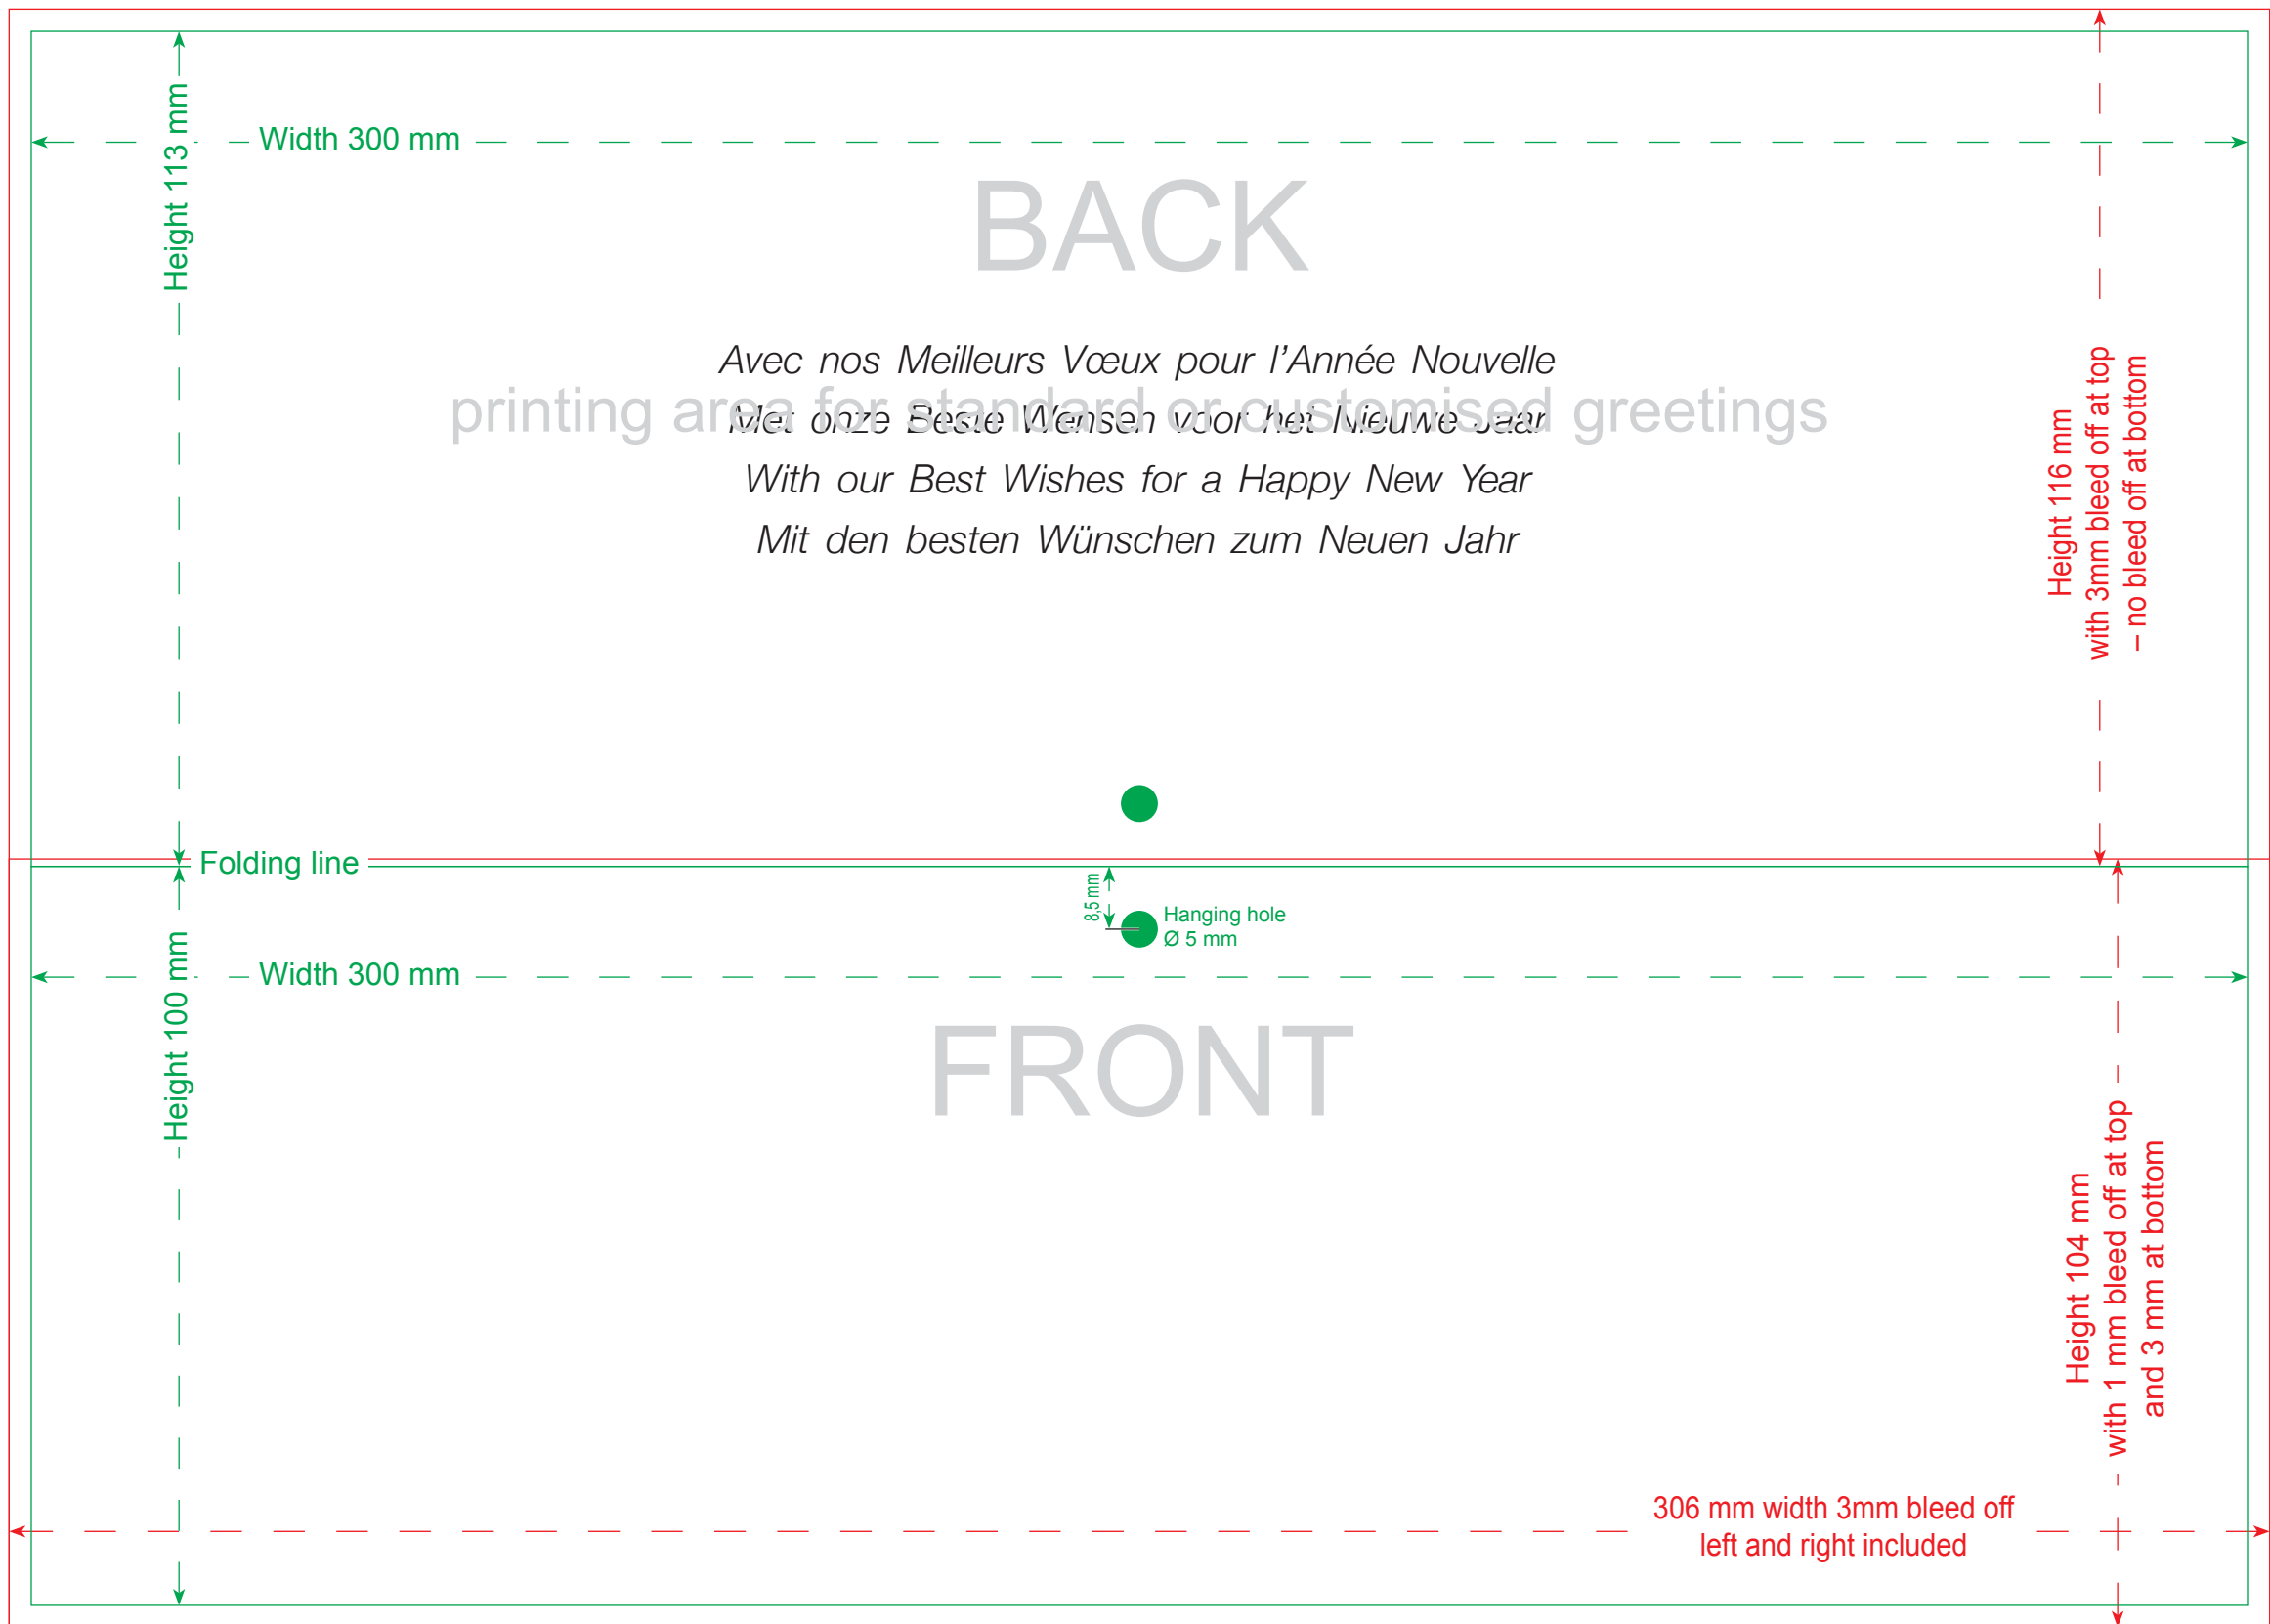 Height 113 mm
Width 300 mm
BACK
Avec nos Meilleurs Vœux pour l’Année Nouvelle
printing area for standard or customised greetings
Met onze Beste Wensen voor het Nieuwe Jaar
With our Best Wishes for a Happy New Year
Mit den besten Wünschen zum Neuen Jahr
Height 116 mm
with 3mm bleed off at top
– no bleed off at bottom
Folding line
8,5 mm
Hanging hole
Ø 5 mm
Height 100 mm
Width 300 mm
FRONT
Height 104 mm
with 1 mm bleed off at top
and 3 mm at bottom
306 mm width 3mm bleed off
left and right included